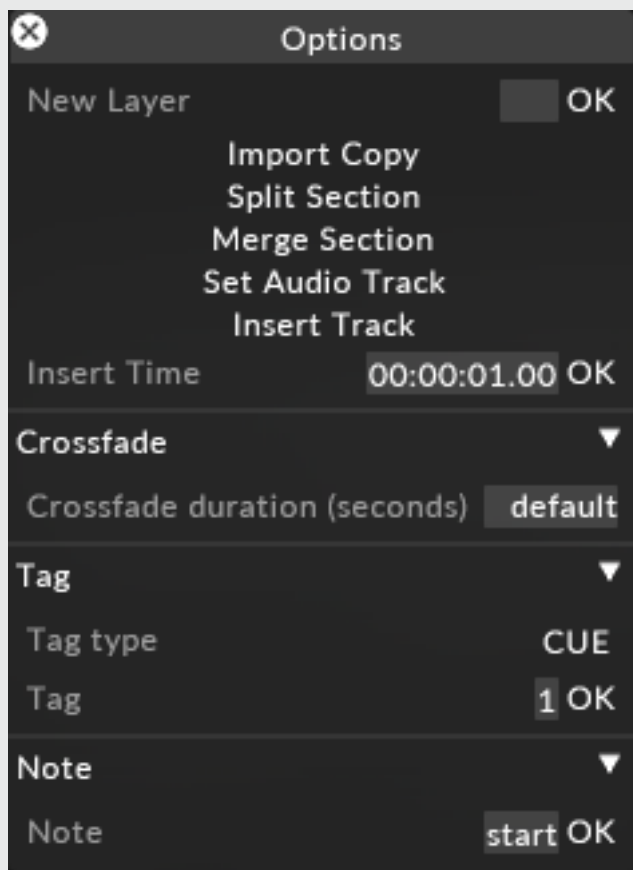 Options
New Layer OK
Import Copy
Split Section
Merge Section
Set Audio Track
Insert Track
Insert Time 00:00:01.00 OK
Crossfade
Crossfade duration (seconds) default
Tag
Tag type CUE
Tag 1 OK
Note
Note start OK